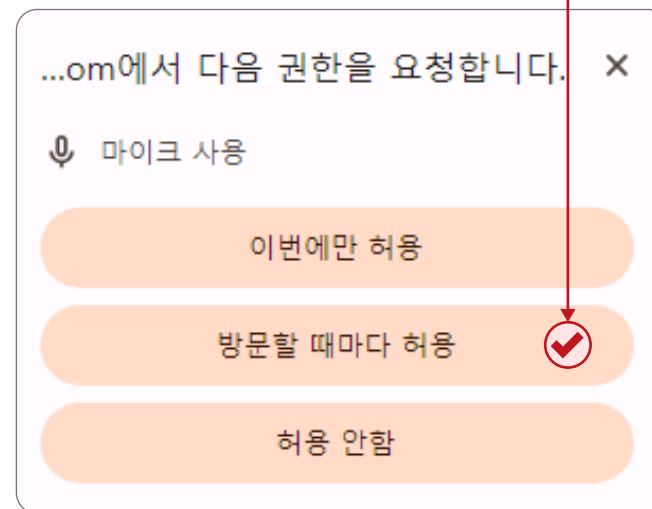 ...om에서 다음 권한을 요청합니다.
마이크 사용
이번에만 허용
방문할 때마다 허용
허용 안함